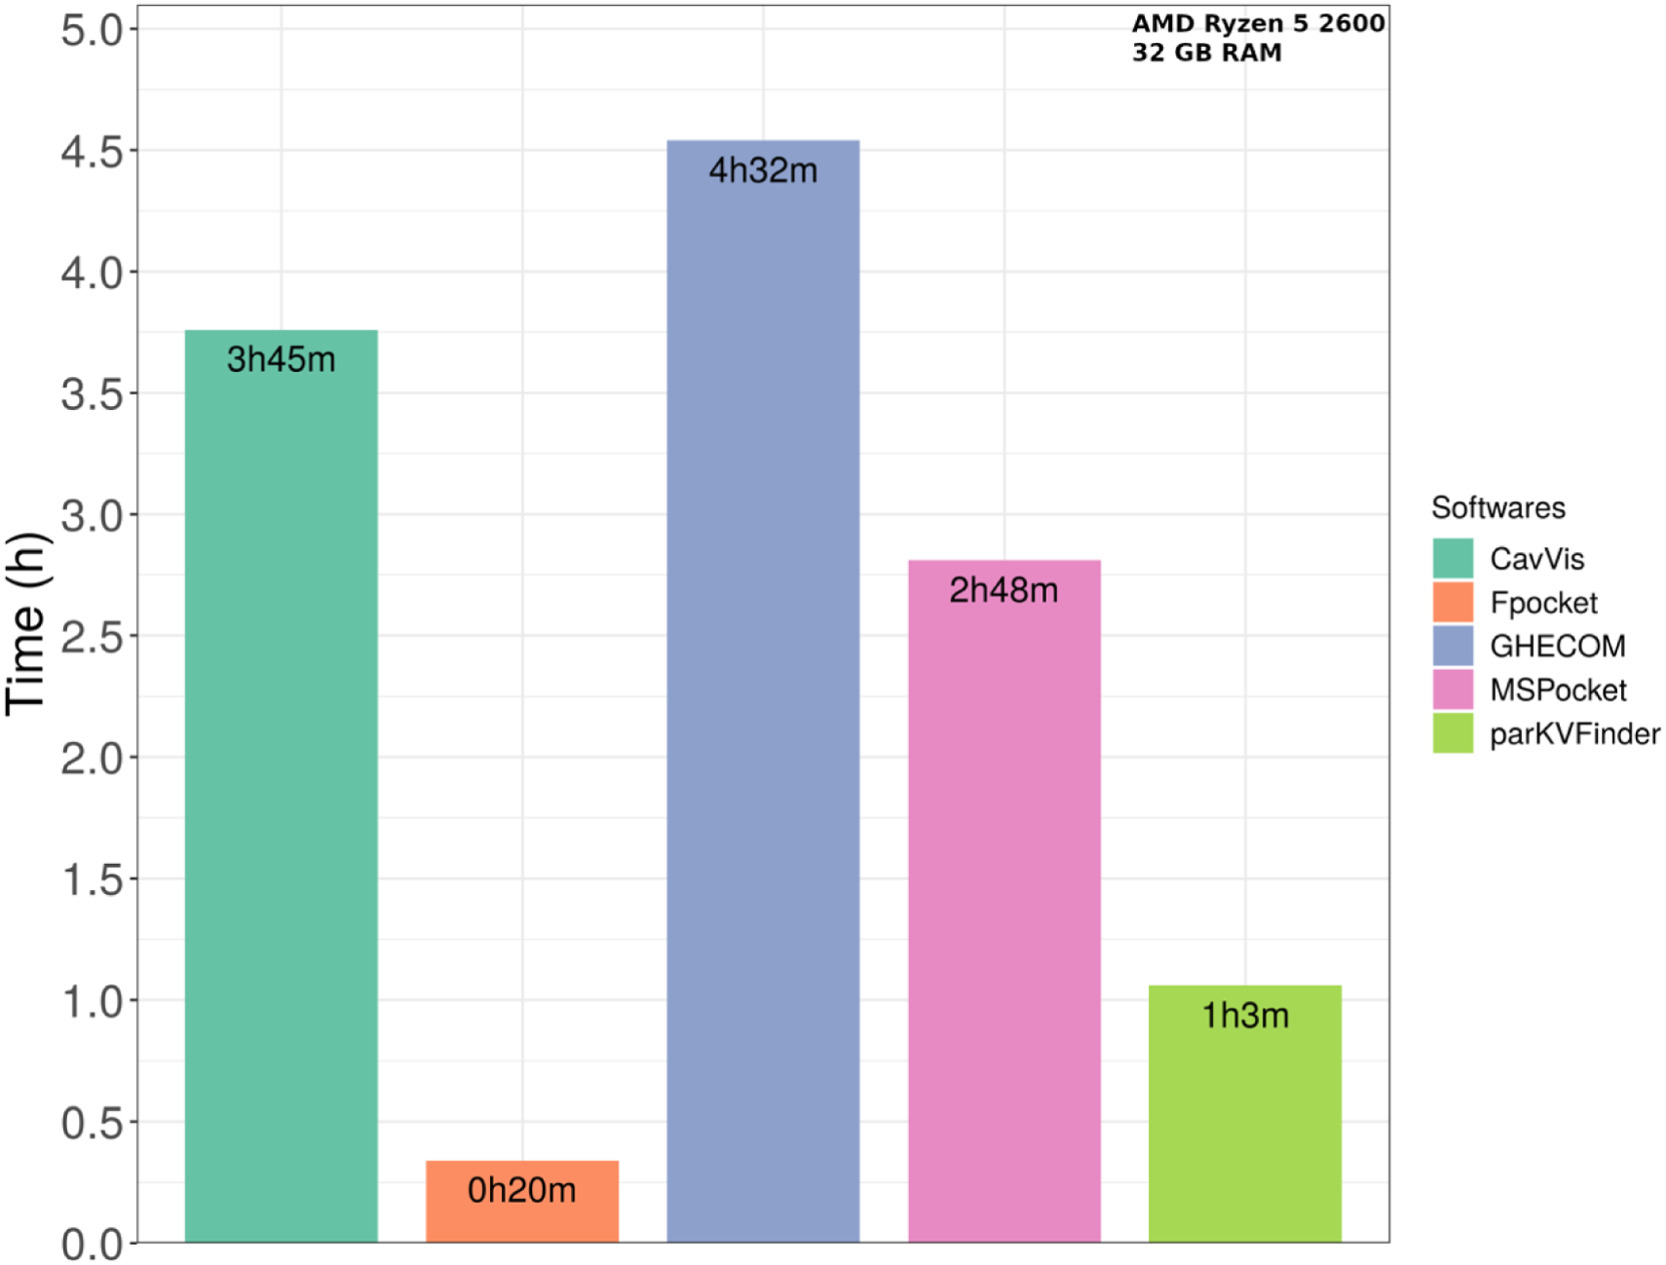 AMD Ryzen 5 2600
32 GB RAM
Time (h)
5.0
4.5
4.0
3.5
3.0
2.5
2.0
1.5
1.0
0.5
0.0
3h45m
0h20m
4h32m
2h48m
1h3m
Softwares
CavVis
Fpocket
GHECOM
MSPocket
parKVFinder